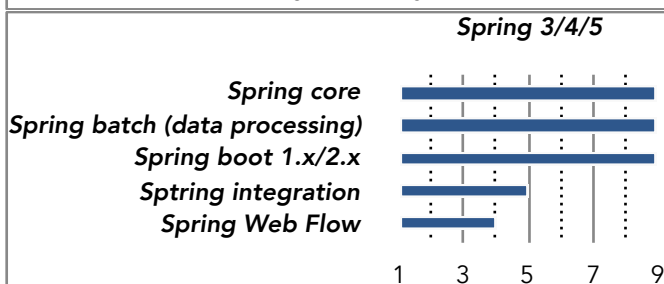 Spring 3/4/5
Spring core
Spring batch (data processing)
Spring boot 1.x/2.x
Sptring integration
Spring Web Flow
1 3 5 7 9